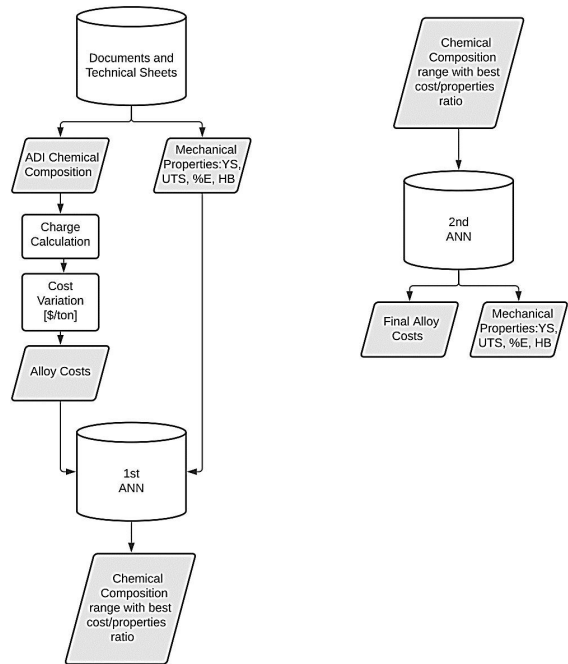 Documents and
Technical Sheets
ADI Chemical
Composition
Mechanical
Properties:YS,
UTS, %E, HB
Charge
Calculation
Cost
Variation
[$/ton]
Alloy Costs
1st
ANN
Chemical
Composition
range with best
cost/properties
ratio
Chemical
Composition
range with best
cost/properties
ratio
2nd
ANN
Final Alloy
Costs
Mechanical
Properties:YS,
UTS, %E, HB